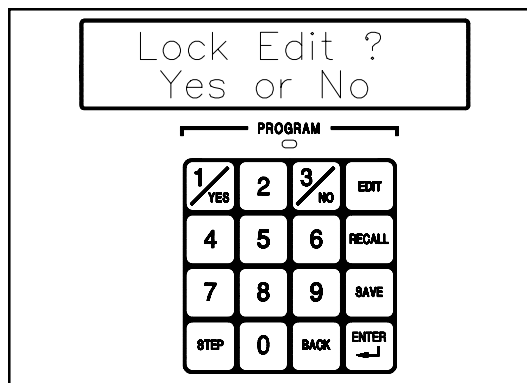 Lock Edit ?
Yes or No
PROGRAM
1/YES 2 3/NO EDIT
4 5 6 RECALL
7 8 9 SAVE
STEP 0 BACK ENTER